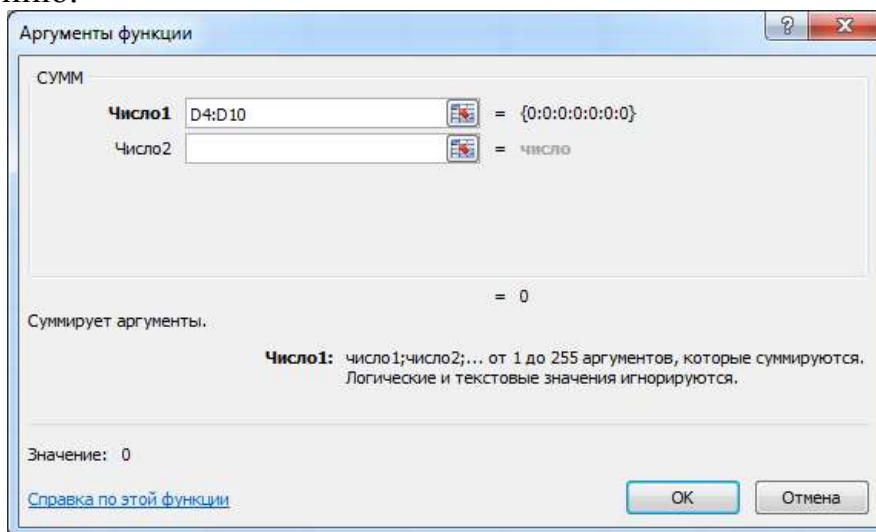 Аргументы функции
СУММ
Число1 D4:D10 = {0:0:0:0:0:0:0}
Число2 = число
= 0
Суммирует аргументы.
Число1: число1;число2;... от 1 до 255 аргументов, которые суммируются.
Логические и текстовые значения игнорируются.
Значение: 0
Справка по этой функции OK Отмена